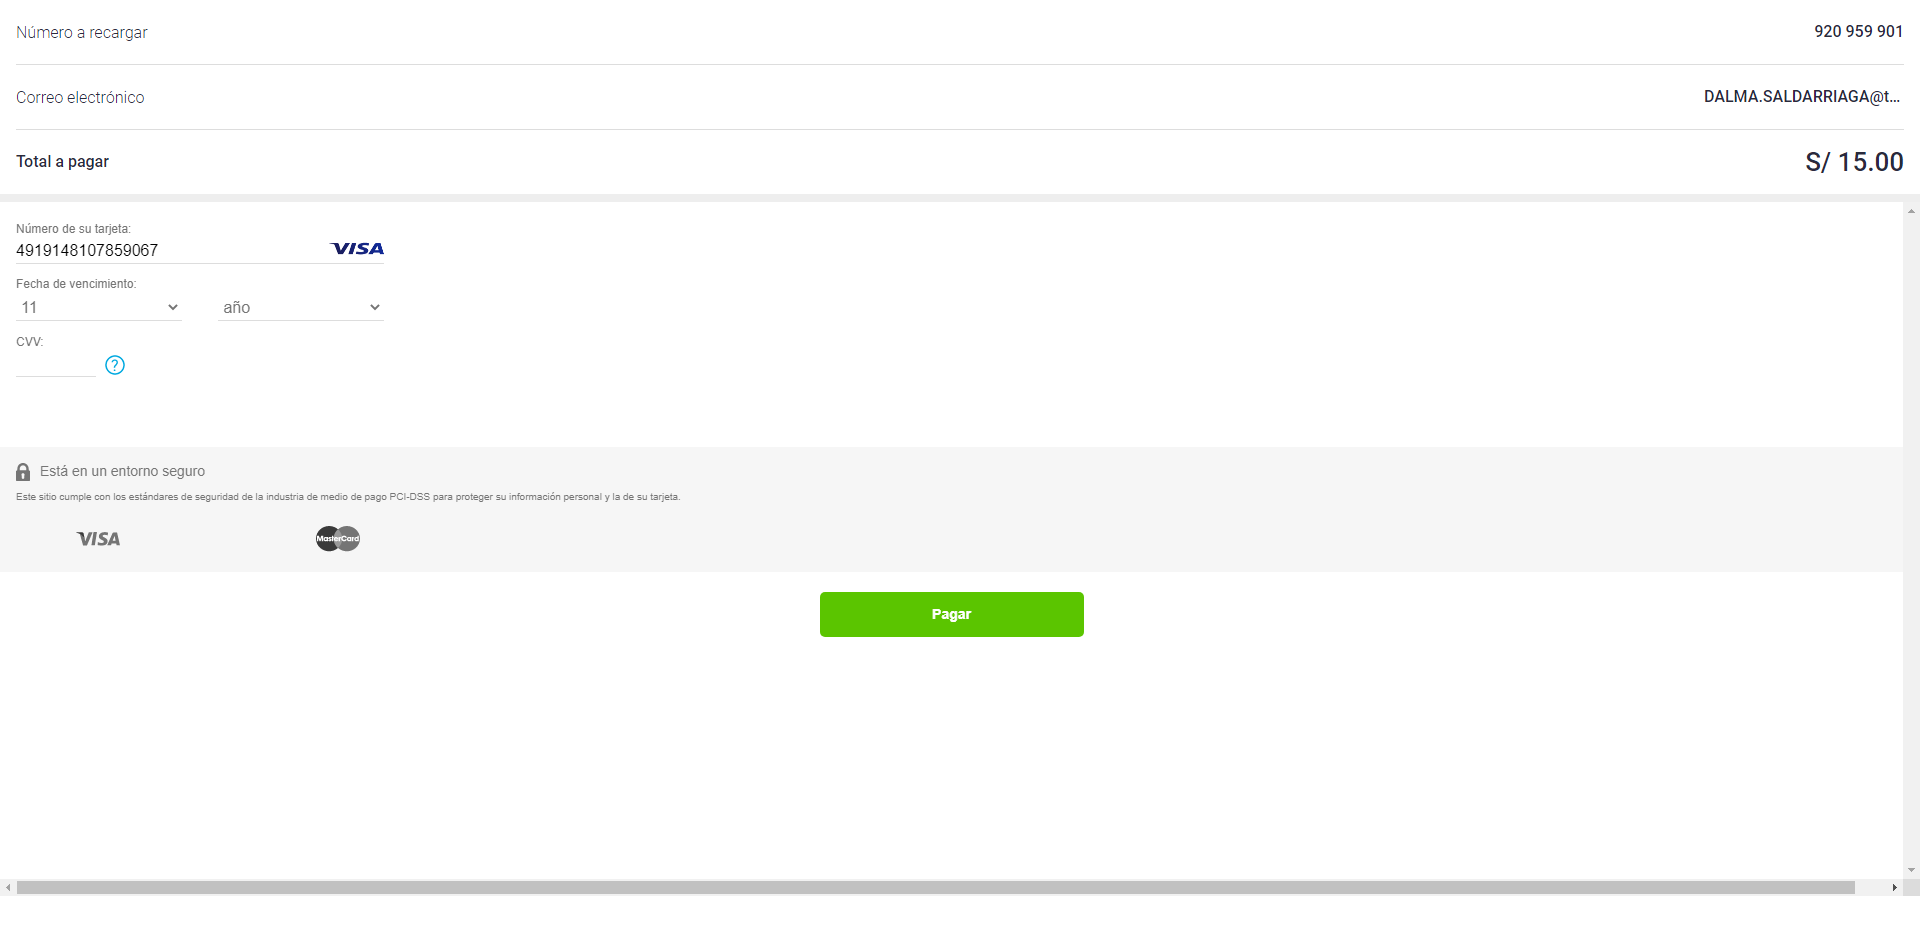 Número a recargar 920 959 901
Correo electrónico DALMA.SALDARRIAGA@t...
Total a pagar S/ 15.00
Número de su tarjeta:
4919148107859067 VISA
Fecha de vencimiento:
11 año
CVV:
?
Está en un entorno seguro
Este sitio cumple con los estándares de seguridad de la industria de medio de pago PCI-DSS para proteger su información personal y la de su tarjeta.
VISA MasterCard
Pagar